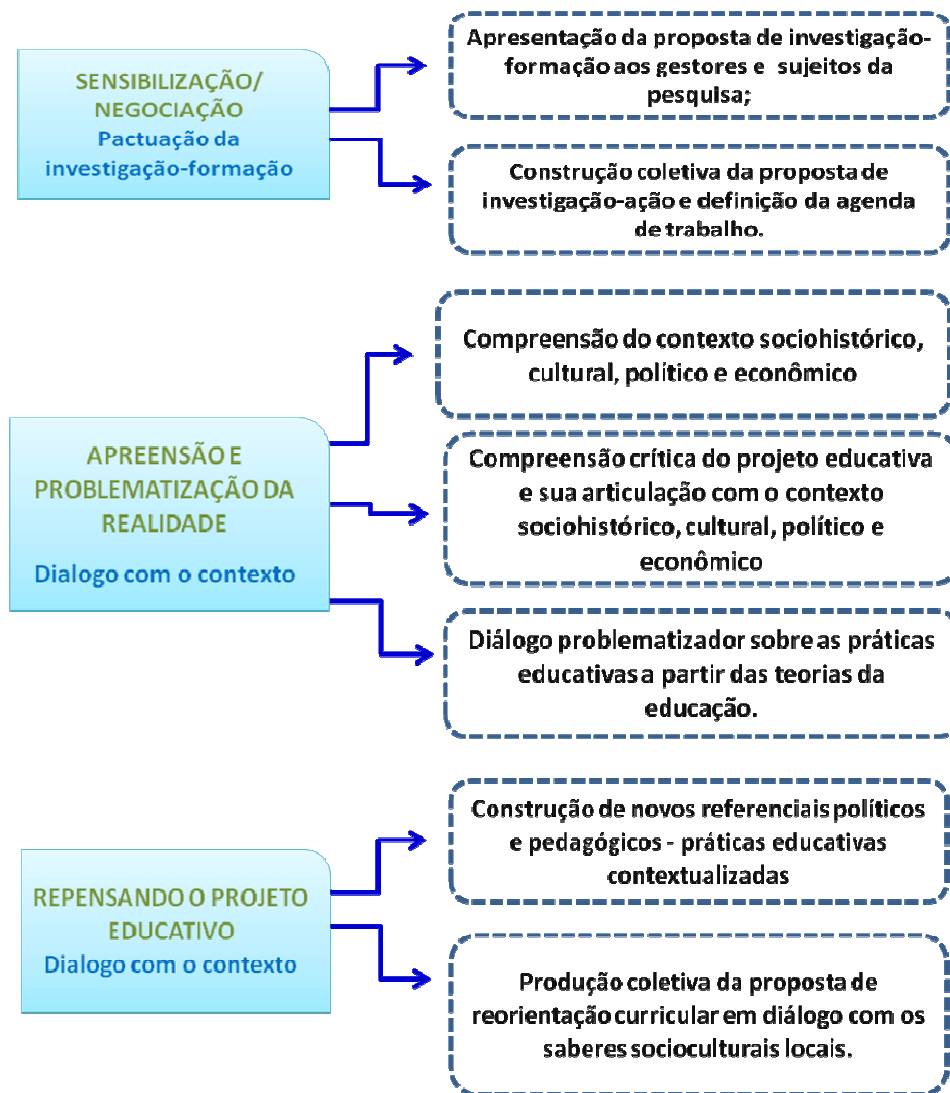 SENSIBILIZAÇÃO/
NEGOCIAÇÃO
Pactuação da
investigação-formação
Apresentação da proposta de investigação-
formação aos gestores e sujeitos da
pesquisa;
Construção coletiva da proposta de
investigação-ação e definição da agenda
de trabalho.
APREENSÃO E
PROBLEMATIZAÇÃO DA
REALIDADE
Dialogo com o contexto
Compreensão do contexto sociohistórico,
cultural, político e econômico
Compreensão crítica do projeto educativa
e sua articulação com o contexto
sociohistórico, cultural, político e
econômico
Diálogo problematizador sobre as práticas
educativas a partir das teorias da
educação.
REPENSANDO O PROJETO
EDUCATIVO
Dialogo com o contexto
Construção de novos referenciais políticos
e pedagógicos - práticas educativas
contextualizadas
Produção coletiva da proposta de
reorientação curricular em diálogo com os
saberes socioculturais locais.